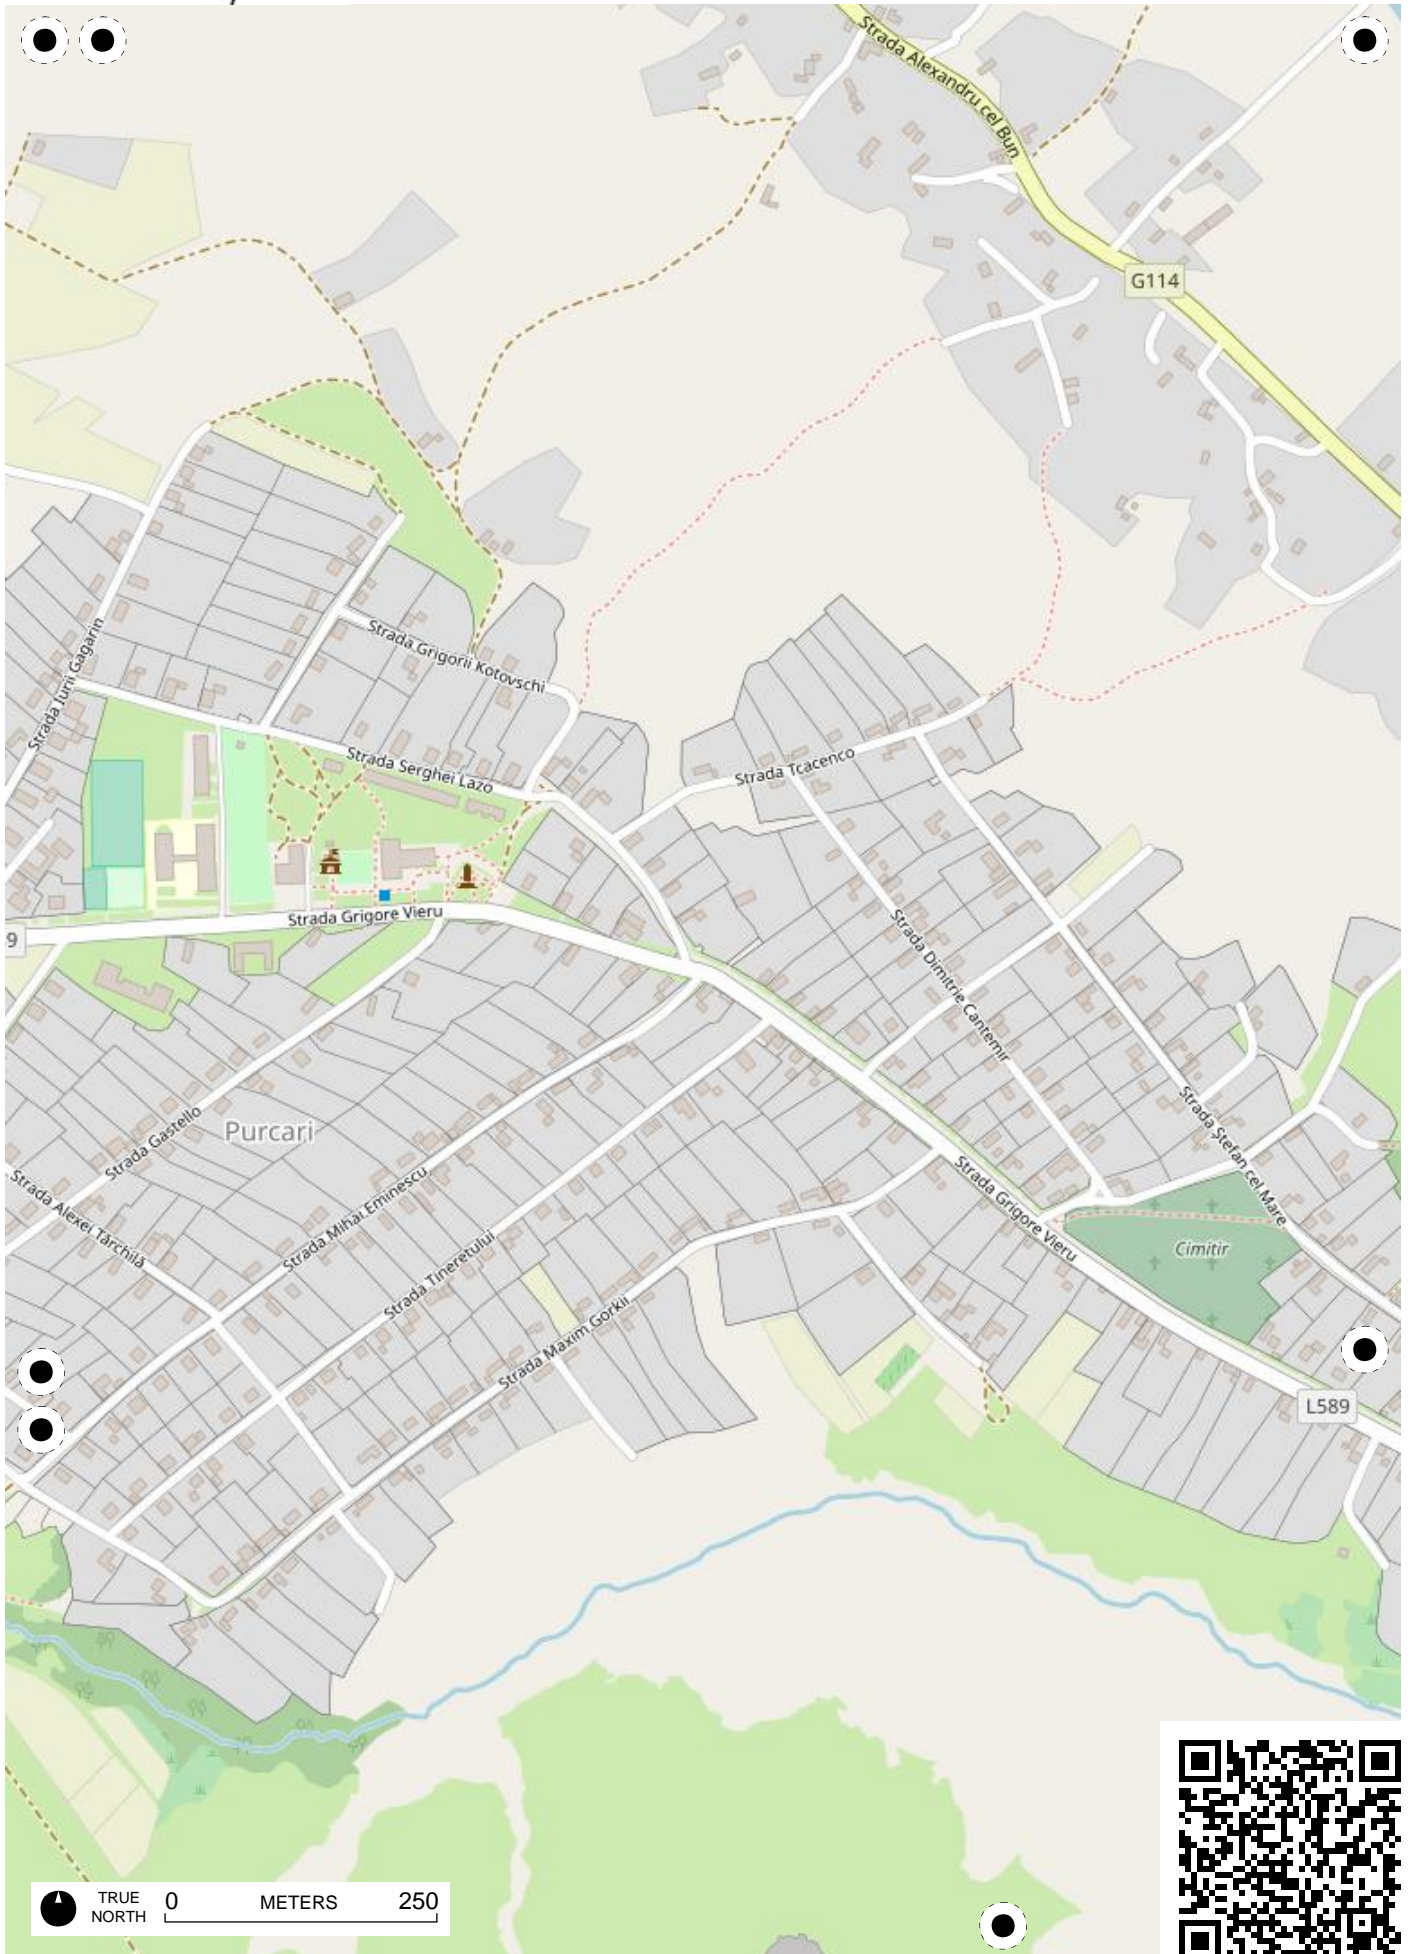 Strada Alexandru cel Bun
G114
Strada Grigorii Kotovschi
Strada Iurii Gagarin
Strada Serghei Lazo
Strada Tcacenco
Strada Grigore Vieru
9
Strada Dimitrie Cantemir
Strada Gastello
Purcari
Strada Ștefan cel Mare
Strada Alexei Tărchilă
Strada Mihai Eminescu
Strada Grigore Vieru
Cimitir
Strada Tineretului
Strada Maxim Gorkii
L589
TRUE
NORTH
0 METERS 250